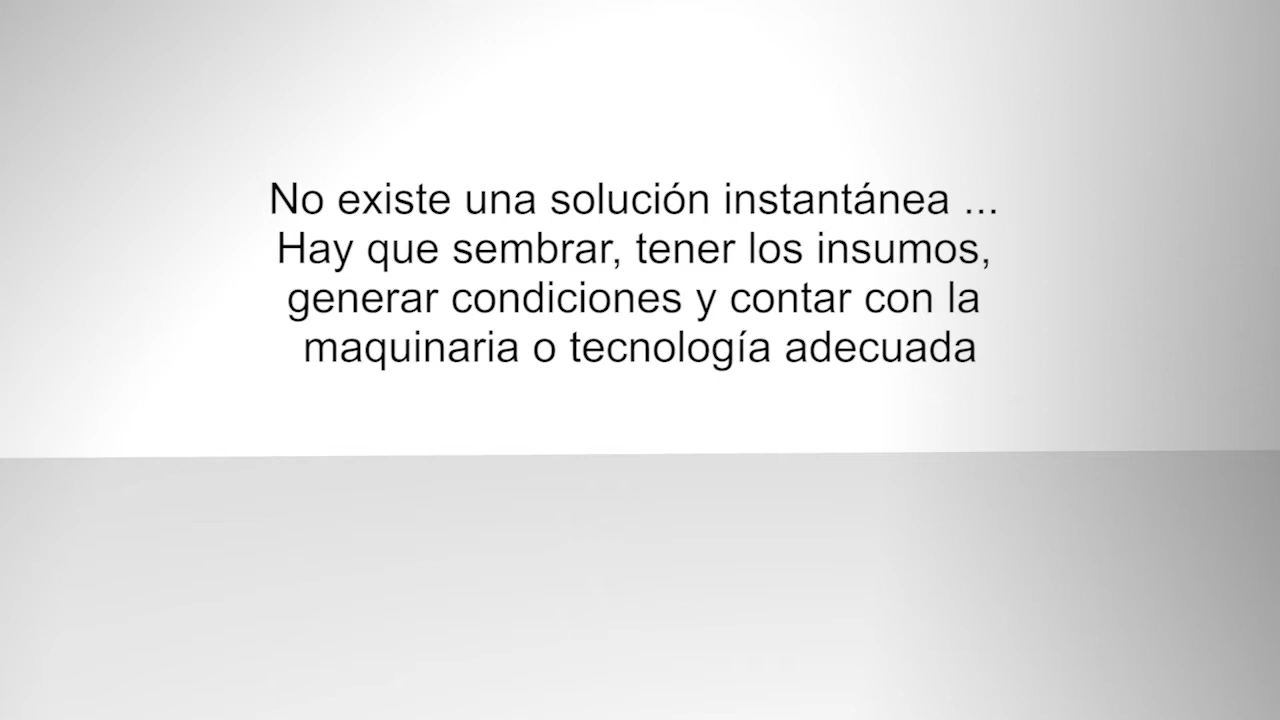 No existe una solución instantánea ...
Hay que sembrar, tener los insumos,
generar condiciones y contar con la
maquinaria o tecnología adecuada